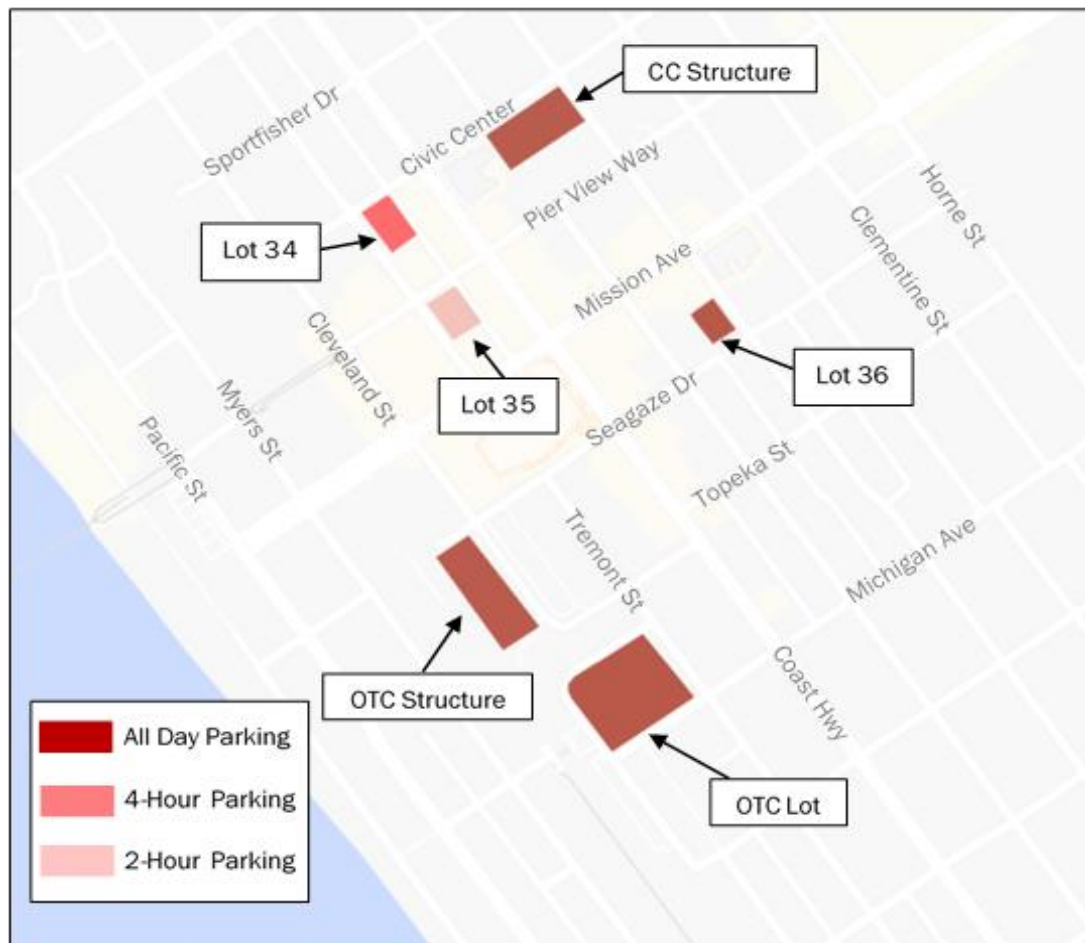 CC Structure
Sportfisher Dr
Civic Center
Pier View Way
Horne St
Lot 34
Clementine St
Mission Ave
Cleveland St
Lot 35
Lot 36
Myers St
Seagaze Dr
Pacific St
Topeka St
Tremont St
Michigan Ave
OTC Structure
Coast Hwy
OTC Lot
All Day Parking
4-Hour Parking
2-Hour Parking